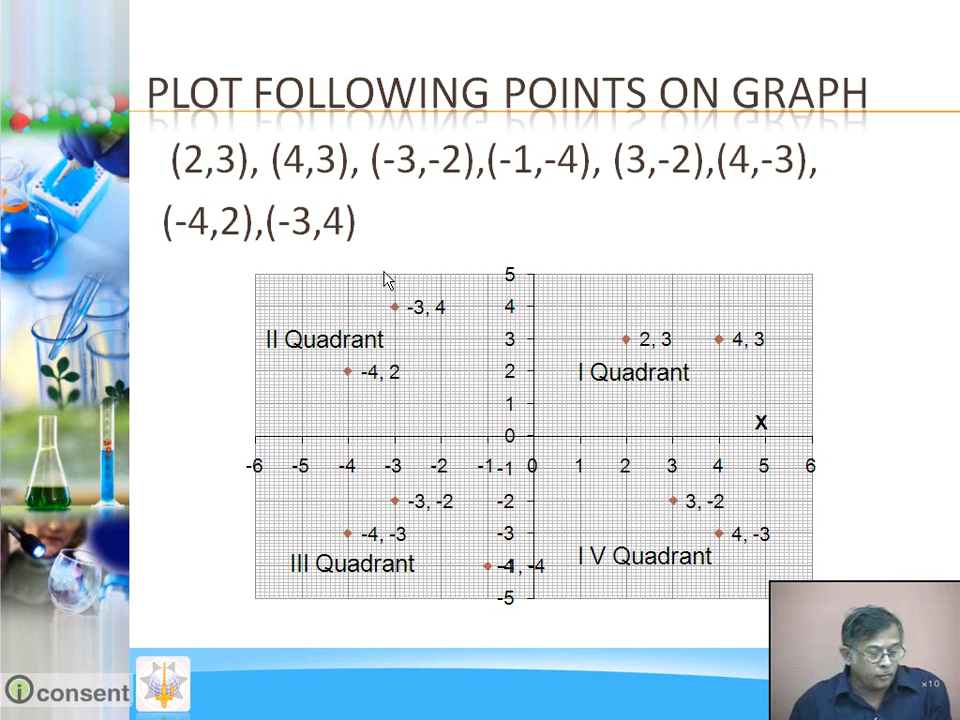 PLOT FOLLOWING POINTS ON GRAPH
(2,3), (4,3), (-3,-2),(-1,-4), (3,-2),(4,-3),
(-4,2),(-3,4)
5
-3, 4
4
II Quadrant
3
2, 3
4, 3
-4, 2
2
I Quadrant
1
X
0
-6 -5 -4 -3 -2 -1 0 1 2 3 4 5 6
-1
-3, -2
-2
3, -2
-4, -3
-3
4, -3
III Quadrant
-4
-1, -4
I V Quadrant
-5
i consent
x10